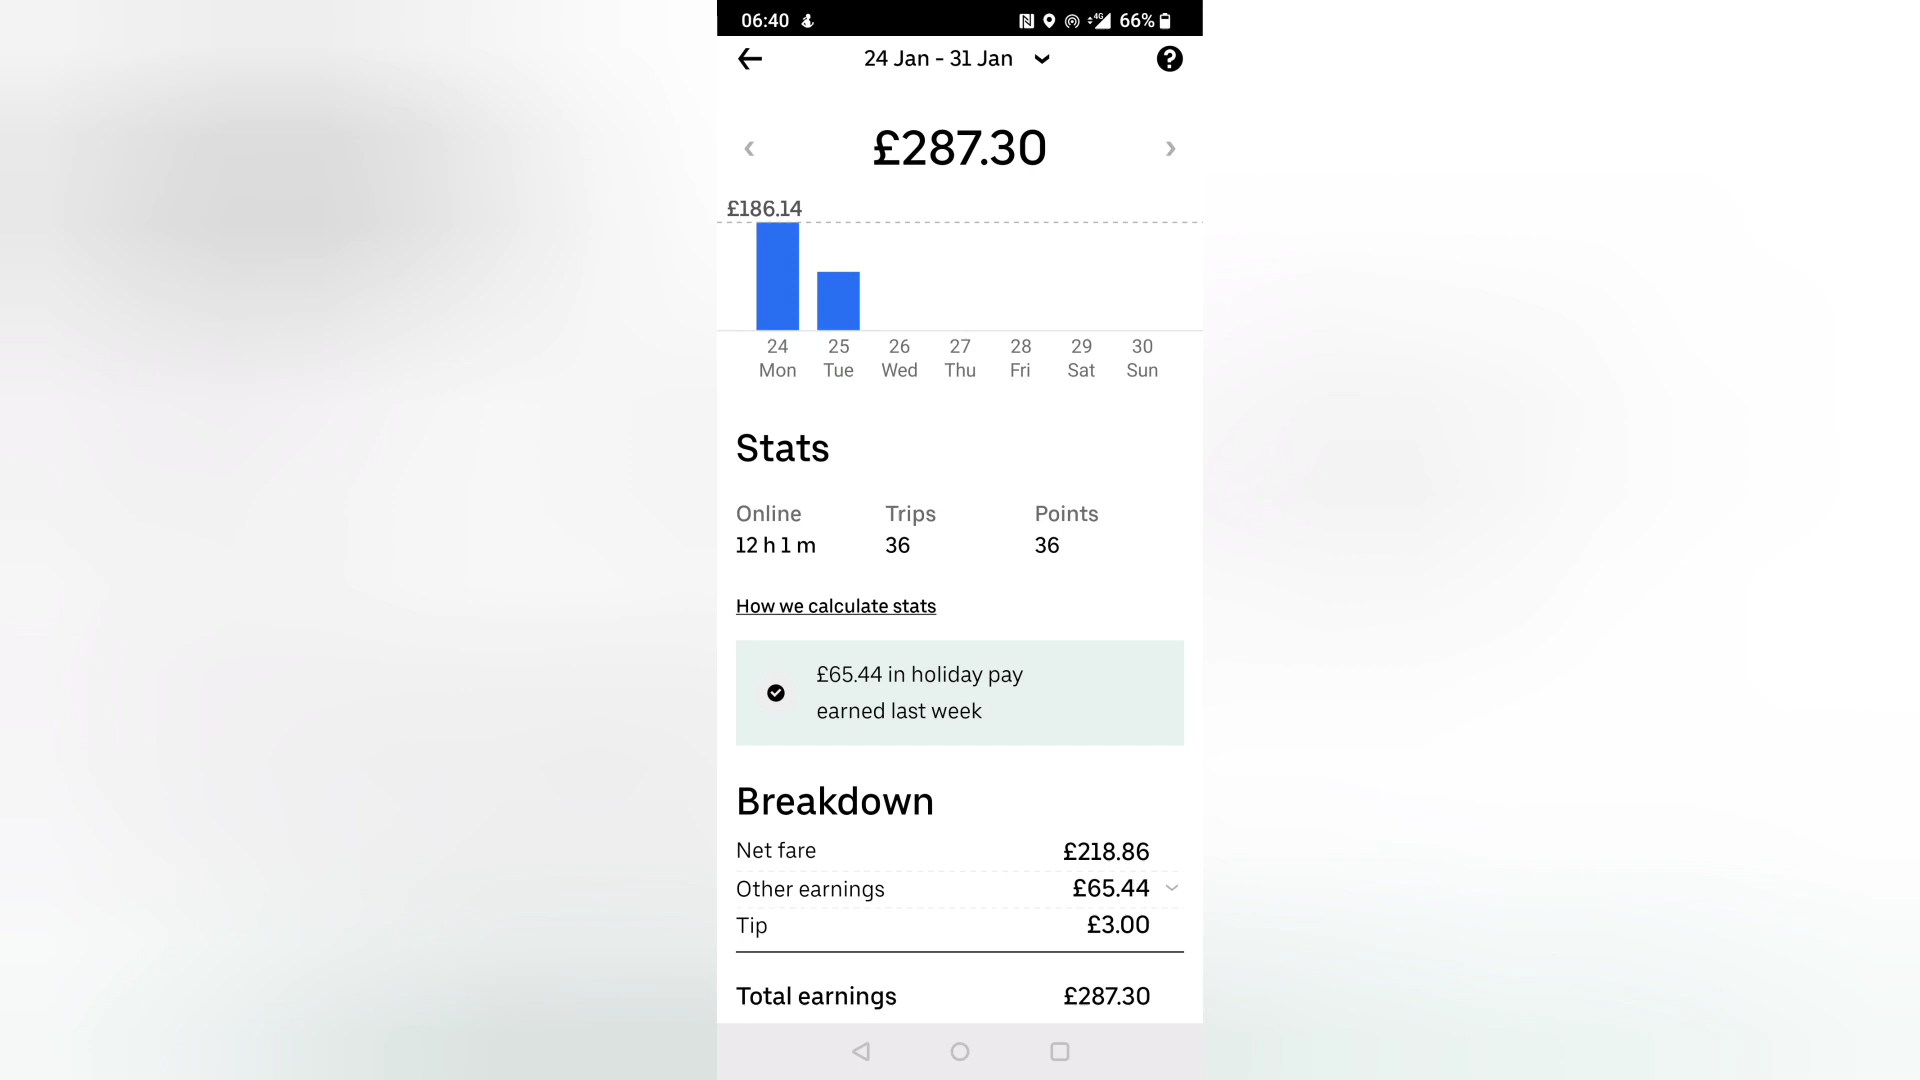 06:40
4G 66%
24 Jan - 31 Jan
?
£287.30
£186.14
24 25 26 27 28 29 30
Mon Tue Wed Thu Fri Sat Sun
Stats
Online Trips Points
12 h 1 m 36 36
How we calculate stats
£65.44 in holiday pay
earned last week
Breakdown
Net fare £218.86
Other earnings £65.44
Tip £3.00
Total earnings £287.30